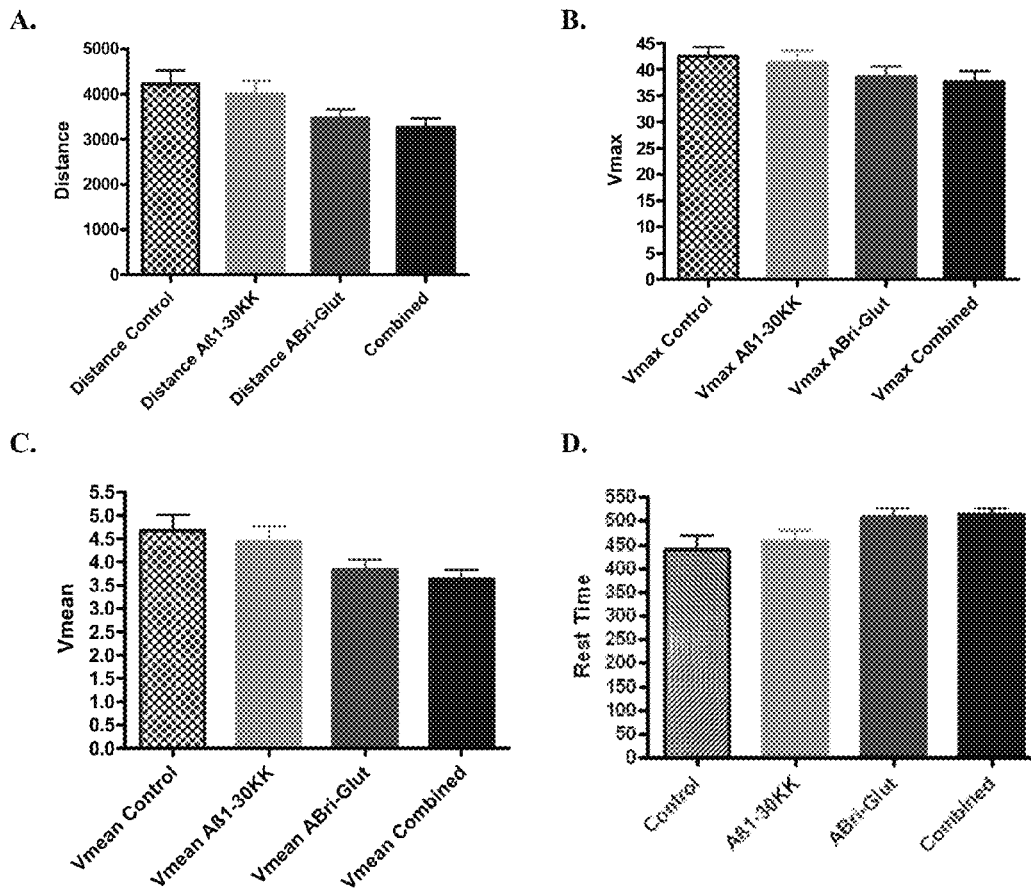 A.
Distance
5000
4000
3000
2000
1000
0
Distance Control
Distance Aß1-30KK
Distance ABri-Glut
Combined
B.
Vmax
45
40
35
30
25
20
15
10
5
0
Vmax Control
Vmax Aß1-30KK
Vmax ABri-Glut
Vmax Combined
C.
Vmean
5.5
5.0
4.5
4.0
3.5
3.0
2.5
2.0
1.5
1.0
0.5
0.0
Vmean Control
Vmean Aß1-30KK
Vmean ABri-Glut
Vmean Combined
D.
Rest Time
550
500
450
400
350
300
250
200
150
100
50
0
Control
Aß1-30KK
ABri-Glut
Combined